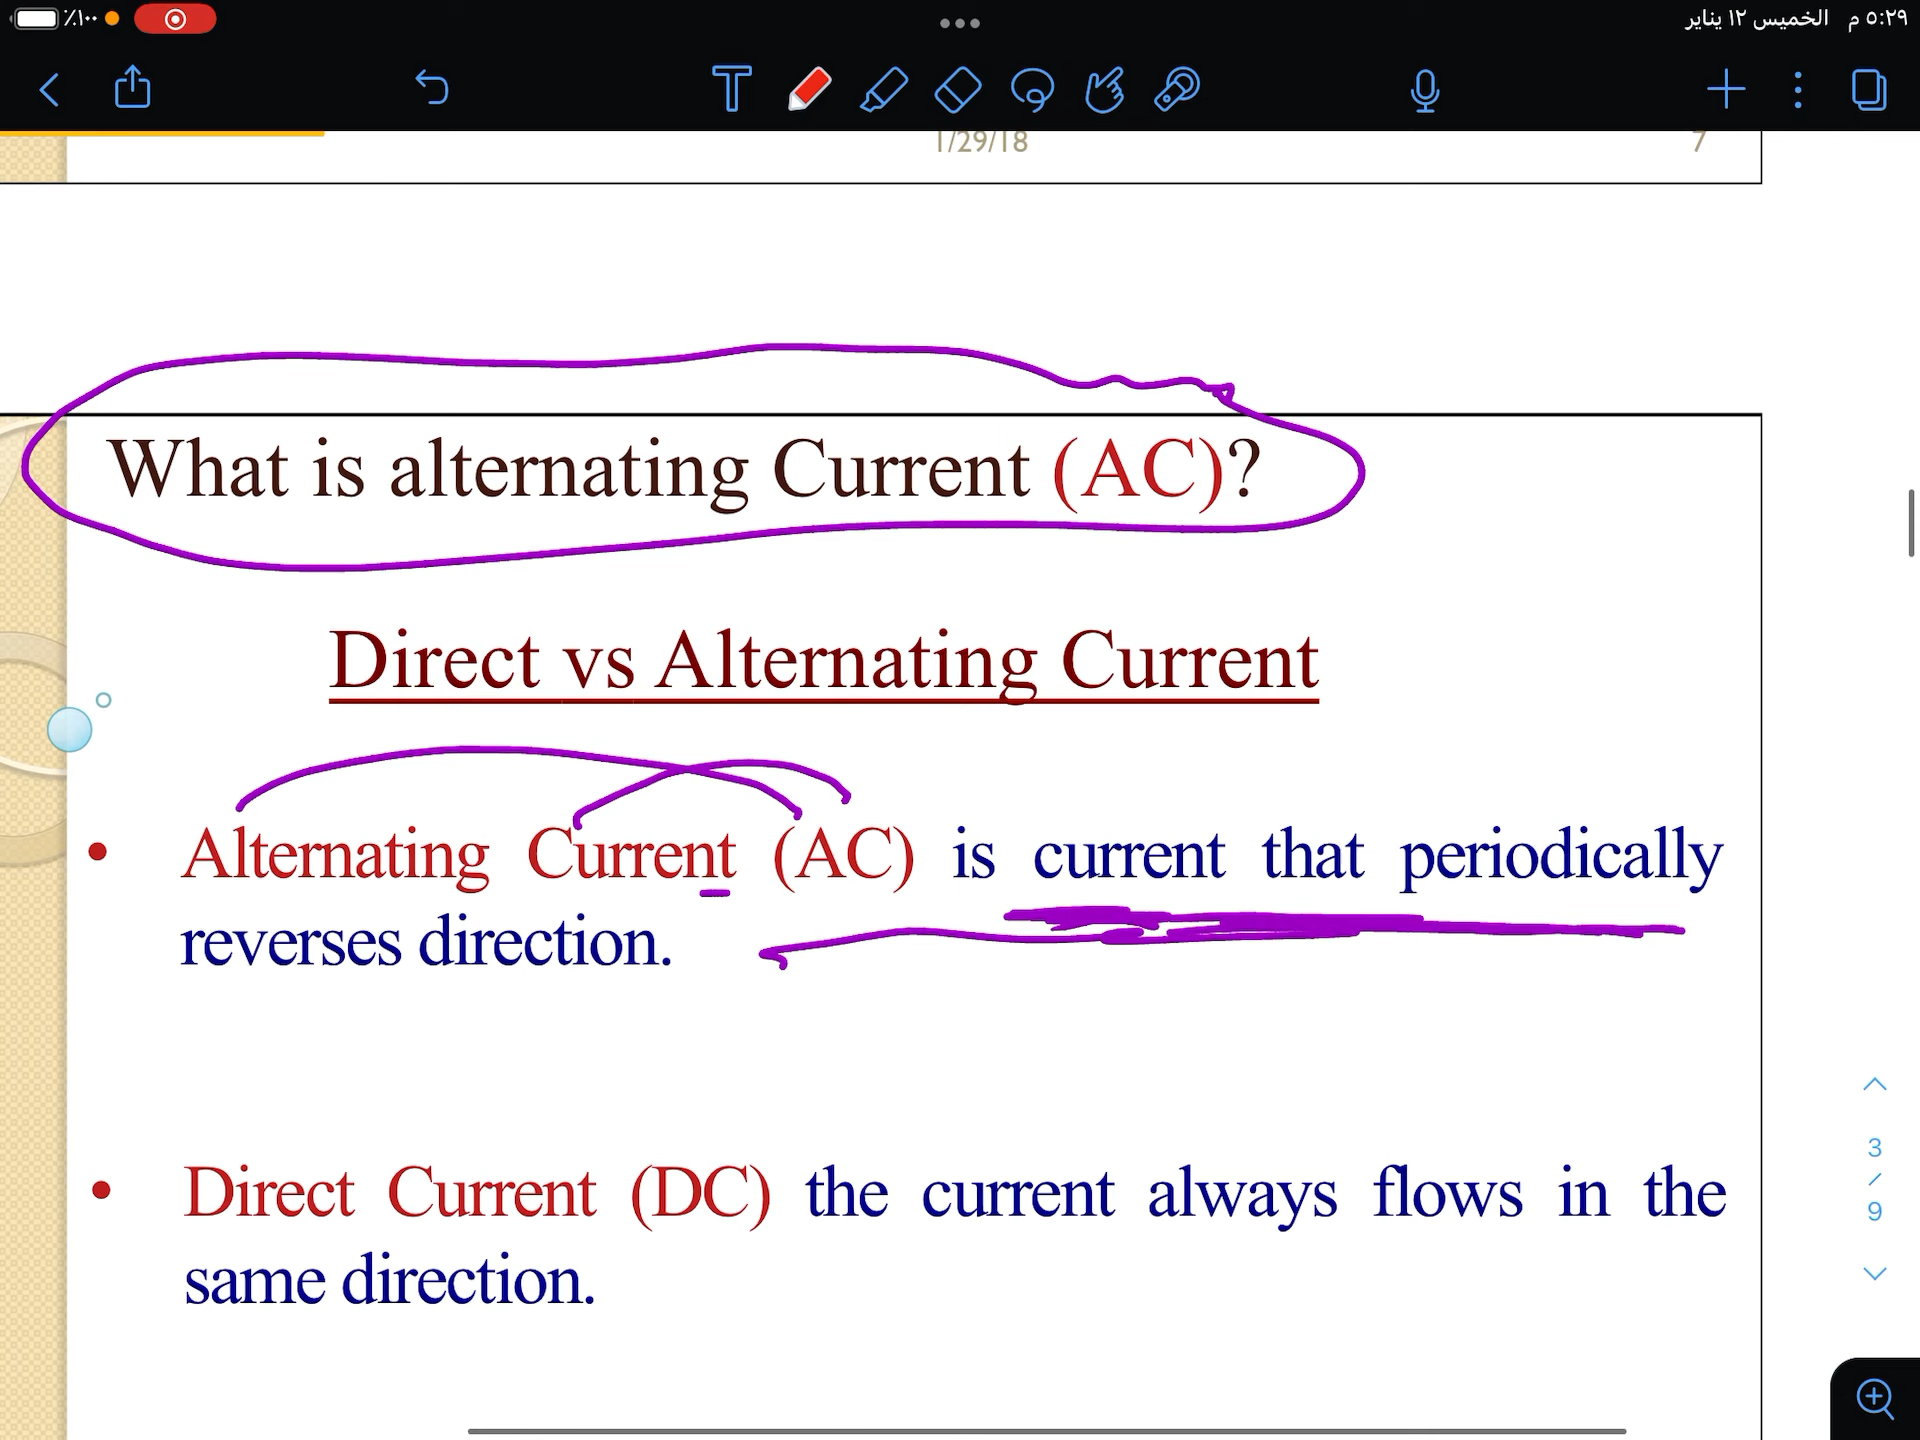 ٪١٠٠
٥:٢٩ م الخميس ١٢ يناير
1/29/18
7
What is alternating Current (AC)?
Direct vs Alternating Current
• Alternating Current (AC) is current that periodically
reverses direction.
• Direct Current (DC) the current always flows in the
same direction.
3
/
9